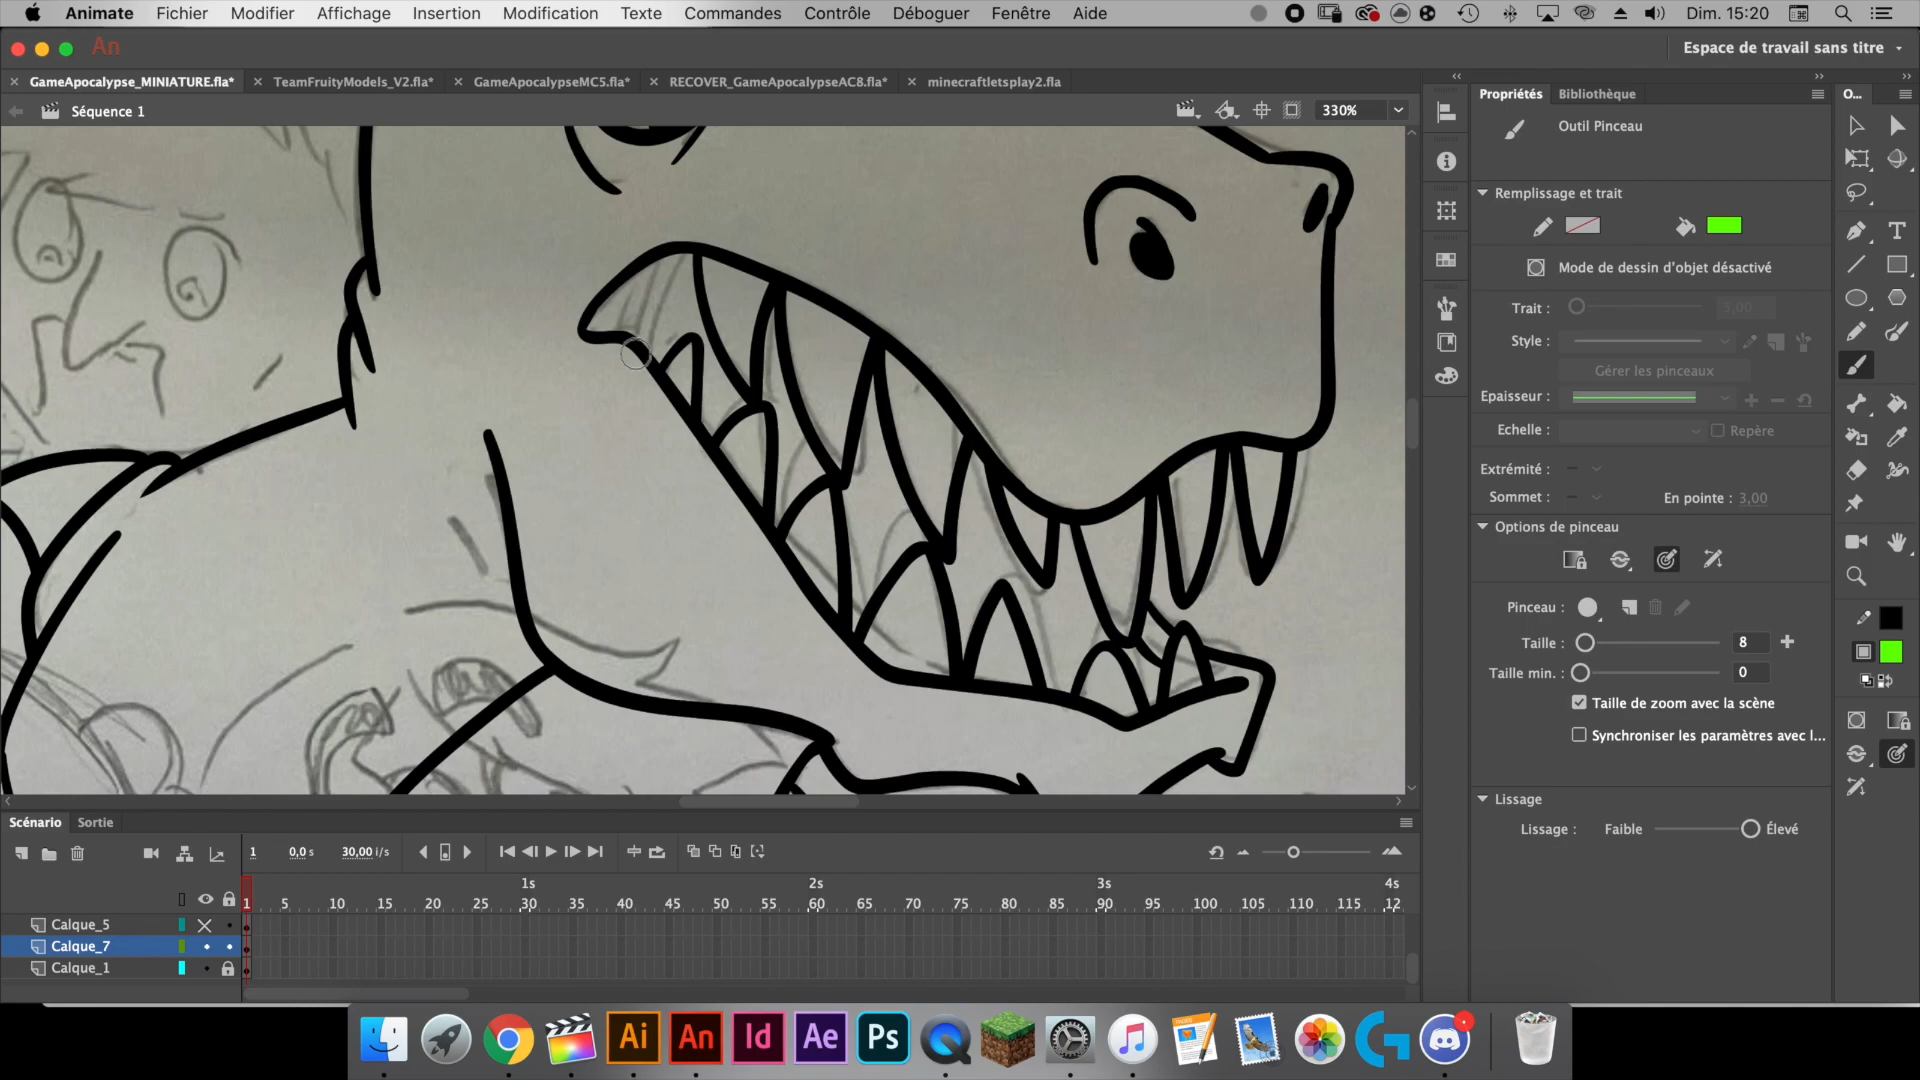 Animate Fichier Modifier Affichage Insertion Modification Texte Commandes Contrôle Déboguer Fenêtre Aide Dim. 15:20
An Espace de travail sans titre
GameApocalypse_MINIATURE.fla* TeamFruityModels_V2.fla* GameApocalypseMC5.fla* RECOVER_GameApocalypseAC8.fla* minecraftletsplay2.fla
Séquence 1 330%
Propriétés Bibliothèque O...
Outil Pinceau
Remplissage et trait
Mode de dessin d'objet désactivé
Trait : 3,00
Style :
Gérer les pinceaux
Epaisseur :
Echelle : Repère
Extrémité :
Sommet : En pointe : 3,00
Options de pinceau
Pinceau :
Taille : 8
Taille min. : 0
Taille de zoom avec la scène
Synchroniser les paramètres avec l...
Lissage
Lissage : Faible Élevé
Scénario Sortie
1 0,0 s 30,00 i/s
1s 2s 3s 4s
1 5 10 15 20 25 30 35 40 45 50 55 60 65 70 75 80 85 90 95 100 105 110 115 12
Calque_5
Calque_7
Calque_1
Ai An Id Ae Ps